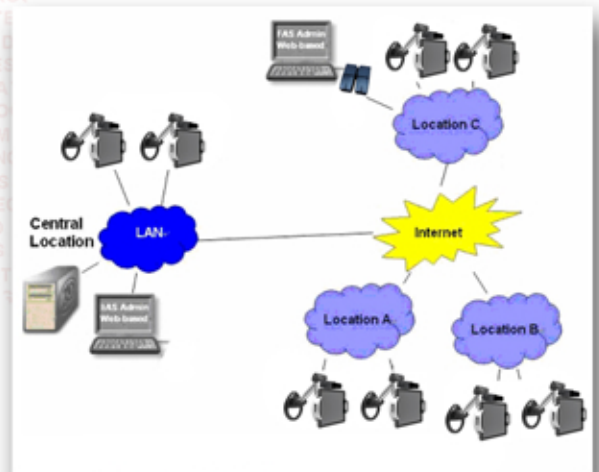 IAS Admin
Web-based
Location C
Central
Location
LAN
Internet
IAS Admin
Web-based
Location A
Location B